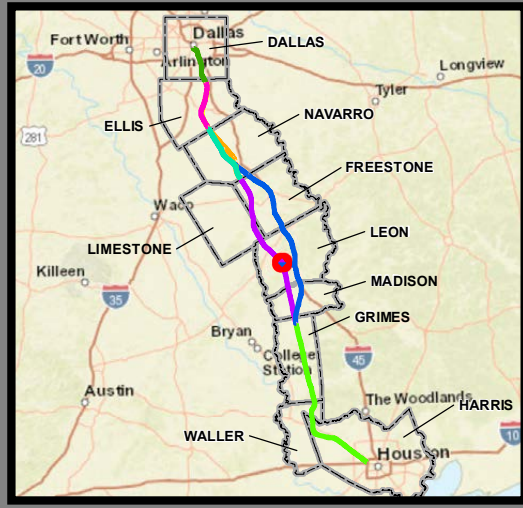 Dallas
DALLAS
Fort Worth
Arlington
20
Longview
Tyler
ELLIS
NAVARRO
281
FREESTONE
Waco
LEON
LIMESTONE
Killeen
MADISON
35
GRIMES
Bryan
College
Station
45
Austin
The Woodlands
HARRIS
WALLER
10
Houston